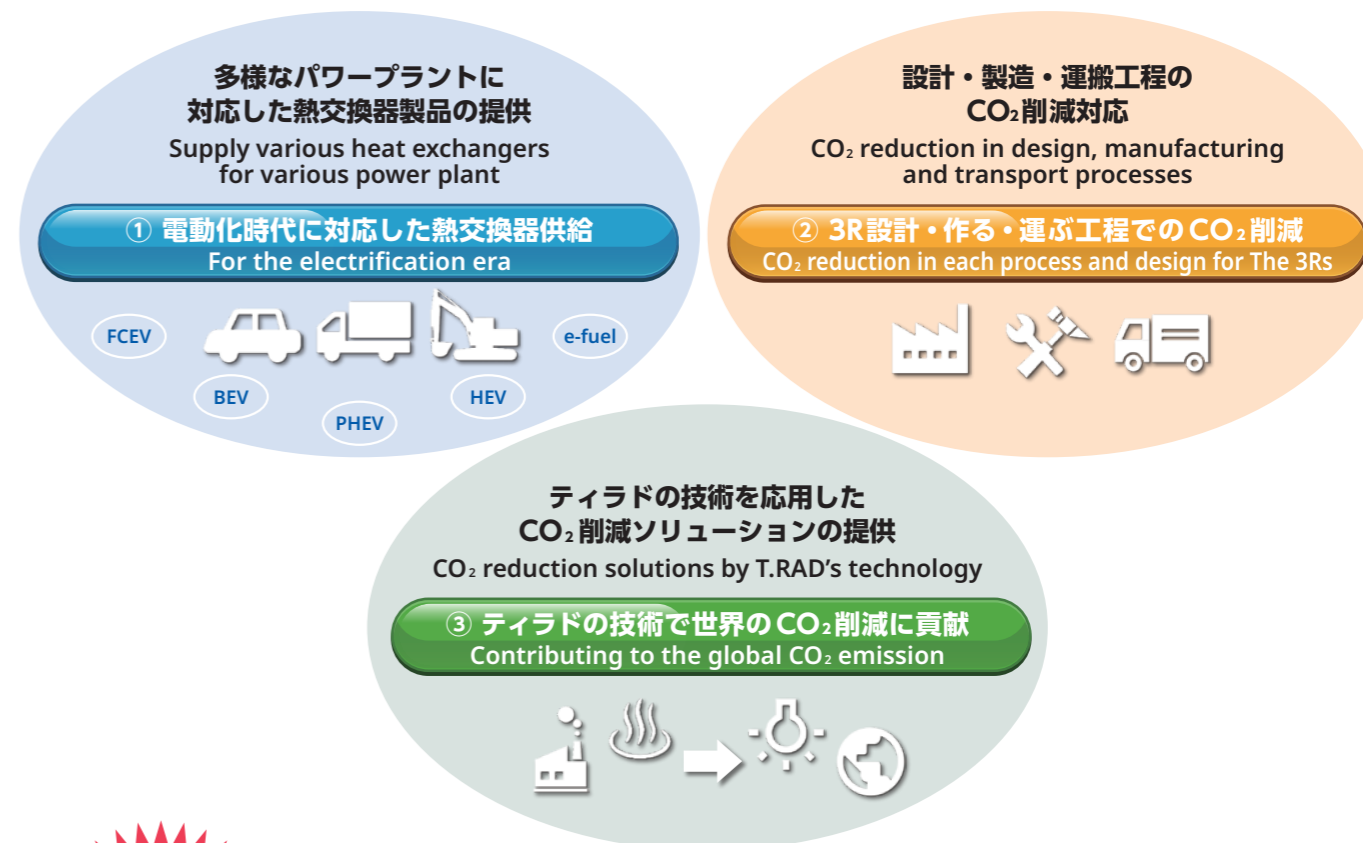 多様なパワープラントに
対応した熱交換器製品の提供
Supply various heat exchangers
for various power plant
① 電動化時代に対応した熱交換器供給
For the electrification era
FCEV
e-fuel
BEV
HEV
PHEV
設計・製造・運搬工程の
CO₂削減対応
CO₂ reduction in design, manufacturing
and transport processes
② 3R設計・作る・運ぶ工程でのCO₂削減
CO₂ reduction in each process and design for The 3Rs
ティラドの技術を応用した
CO₂削減ソリューションの提供
CO₂ reduction solutions by T.RAD’s technology
③ ティラドの技術で世界のCO₂削減に貢献
Contributing to the global CO₂ emission